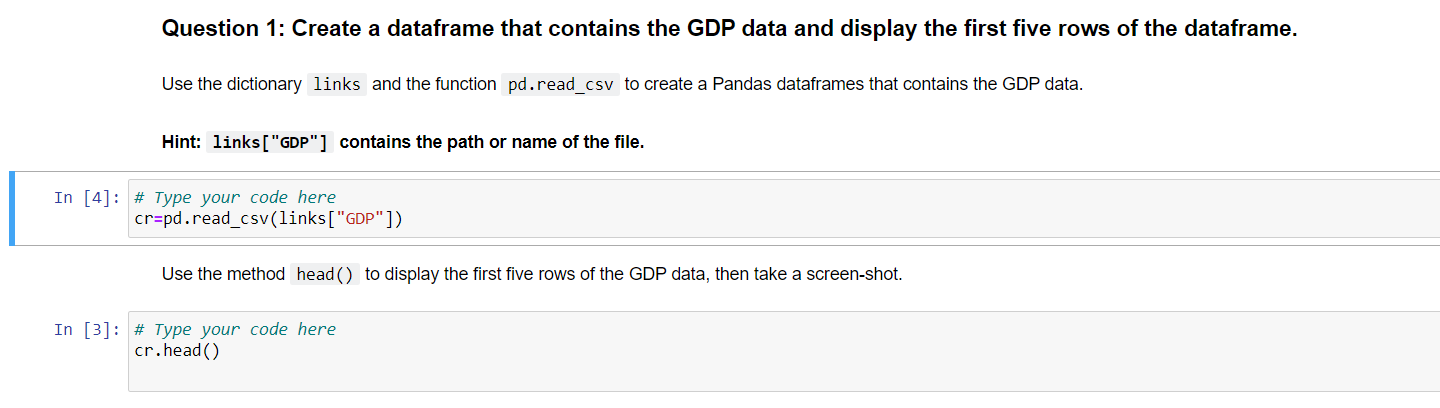 Question 1: Create a dataframe that contains the GDP data and display the first five rows of the dataframe.
Use the dictionary links and the function pd.read_csv to create a Pandas dataframes that contains the GDP data.
Hint: links["GDP"] contains the path or name of the file.
In [4]: # Type your code here
cr=pd.read_csv(links["GDP"])
Use the method head() to display the first five rows of the GDP data, then take a screen-shot.
In [3]: # Type your code here
cr.head()